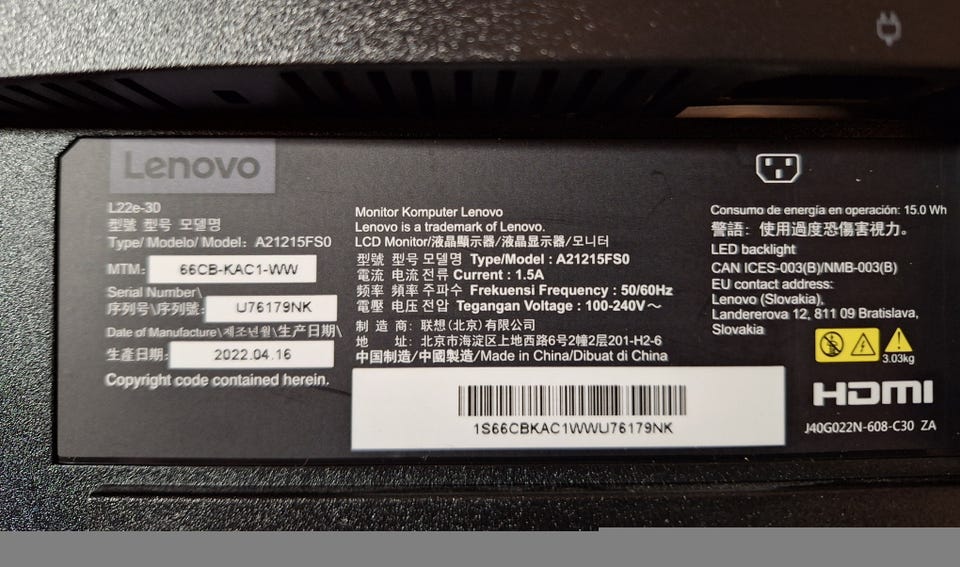 Lenovo
L22e-30
型號 型号 모델명
Type/ Modelo/ Model: A21215FS0
MTM: 66CB-KAC1-WW
Serial Number\
序列号\序列號: U76179NK
Date of Manufacture\제조년월\生产日期\
生産日期: 2022.04.16
Copyright code contained herein.
Monitor Komputer Lenovo
Lenovo is a trademark of Lenovo.
LCD Monitor/液晶顯示器/液晶显示器/모니터
型號 型号 모델명 Type/Model : A21215FS0
電流 电流 전류 Current : 1.5A
频率 頻率 주파수 Frekuensi Frequency : 50/60Hz
電壓 电压 전압 Tegangan Voltage : 100-240V～
制 造 商: 联想(北京)有限公司
地 址: 北京市海淀区上地西路6号2幢2层201-H2-6
中国制造/中國製造/Made in China/Dibuat di China
1S66CBKAC1WWU76179NK
Consumo de energía en operación: 15.0 Wh
警語: 使用過度恐傷害視力。
LED backlight
CAN ICES-003(B)/NMB-003(B)
EU contact address:
Lenovo (Slovakia),
Landererova 12, 811 09 Bratislava,
Slovakia
3.03kg
HDMI
J40G022N-608-C30 ZA